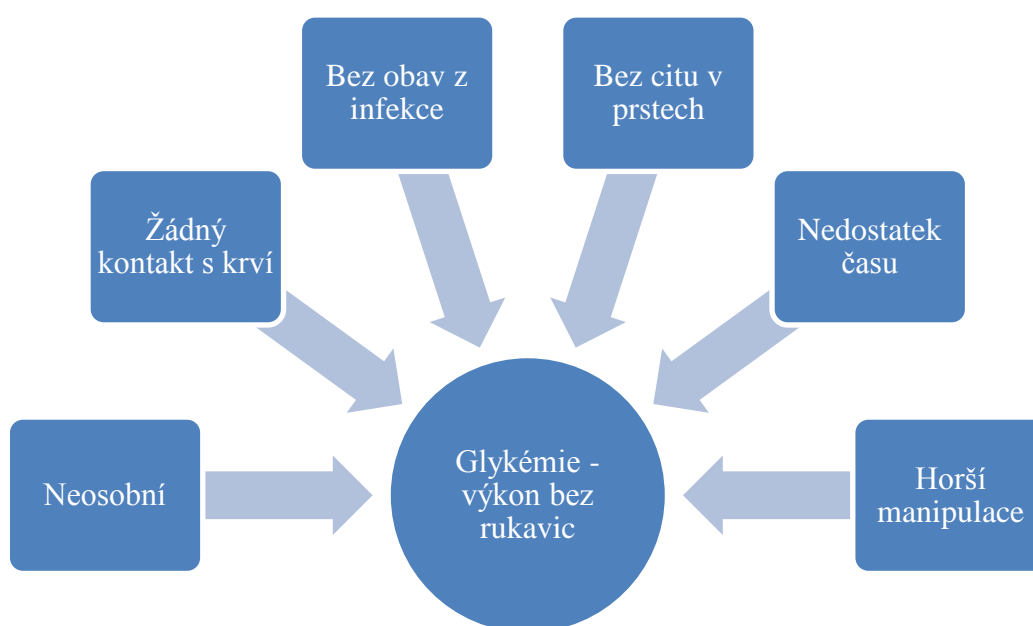 Bez obav z
infekce
Bez citu v
prstech
Žádný
kontakt s krví
Nedostatek
času
Neosobní
Glykémie -
výkon bez
rukavic
Horší
manipulace